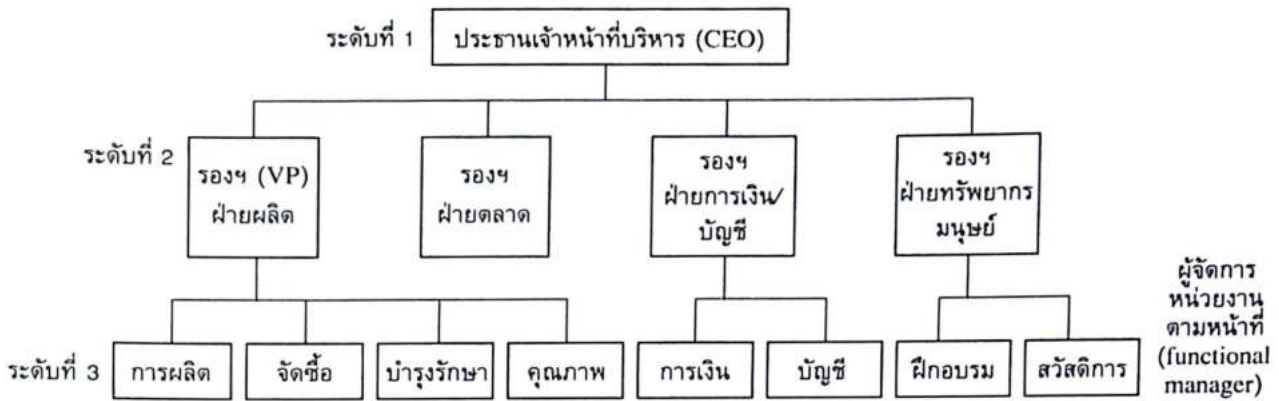 ระดับที่ 1 ประธานเจ้าหน้าที่บริหาร (CEO)
ระดับที่ 2
รองฯ (VP)
ฝ่ายผลิต
รองฯ
ฝ่ายตลาด
รองฯ
ฝ่ายการเงิน/
บัญชี
รองฯ
ฝ่ายทรัพยากร
มนุษย์
ระดับที่ 3 การผลิต จัดซื้อ บำรุงรักษา คุณภาพ การเงิน บัญชี ฝึกอบรม สวัสดิการ
ผู้จัดการ
หน่วยงาน
ตามหน้าที่
(functional
manager)